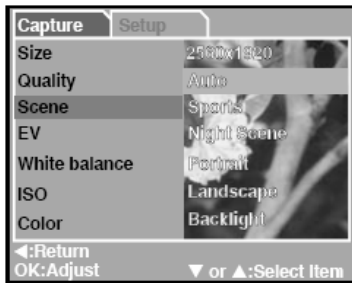 Capture Setup
Size 2560x1920
Quality Auto
Scene Sports
EV Night Scene
White balance Portrait
ISO Landscape
Color Backlight
◄:Return
OK:Adjust ▼ or ▲:Select Item